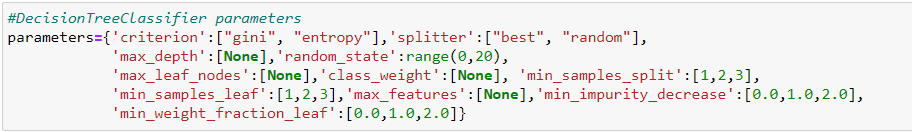 #DecisionTreeClassifier parameters
parameters={'criterion':["gini", "entropy"],'splitter':["best", "random"],
'max_depth':[None],'random_state':range(0,20),
'max_leaf_nodes':[None],'class_weight':[None], 'min_samples_split':[1,2,3],
'min_samples_leaf':[1,2,3],'max_features':[None],'min_impurity_decrease':[0.0,1.0,2.0],
'min_weight_fraction_leaf':[0.0,1.0,2.0]}